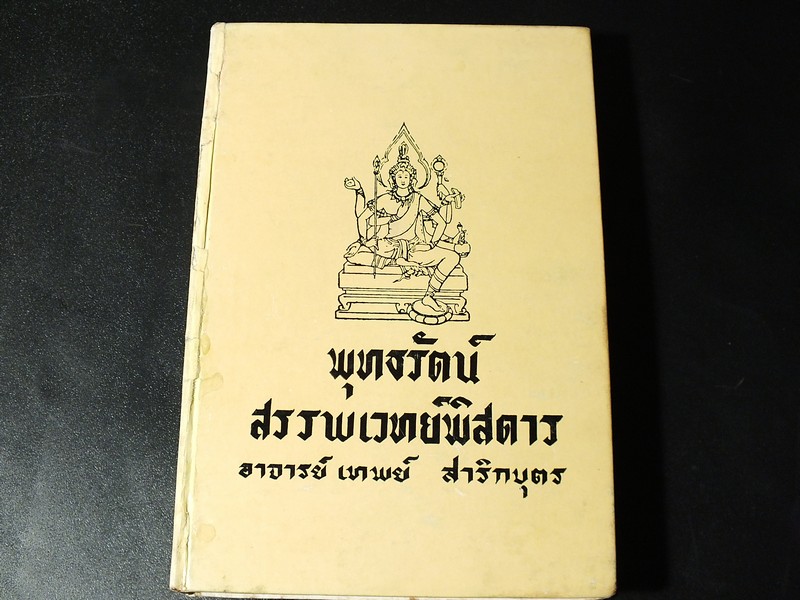 พุทธรัตน์
สรรพเวทย์พิสดาร
อาจารย์ เทพย์ สาริกบุตร